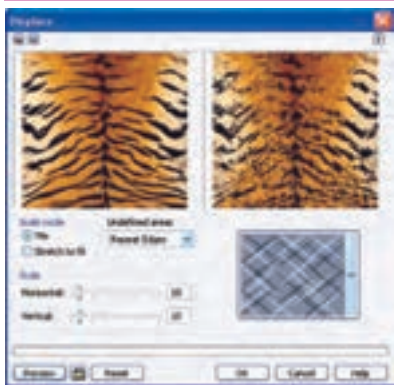 Displace
Scale mode
Undefined areas
Tile
Repeat Edges
Stretch to fit
Scale
Horizontal:
Vertical:
Preview
Reset
OK
Cancel
Help